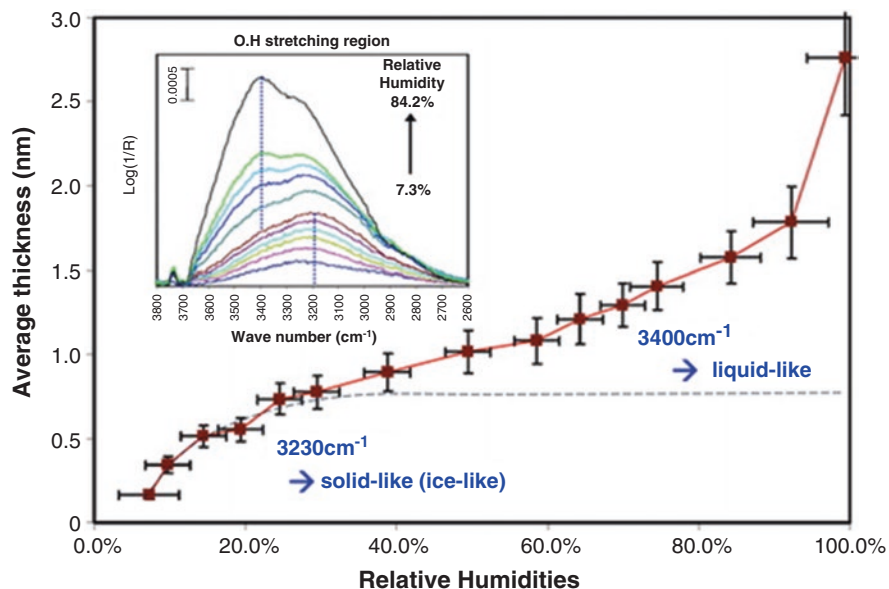 3.0
2.5
2.0
1.5
1.0
0.5
0
Average thickness (nm)
O.H stretching region
0.0005
Log(1/R)
Relative
Humidity
84.2%
7.3%
3800 3700 3600 3500 3400 3300 3200 3100 3000 2900 2800 2700 2600
Wave number (cm⁻¹)
3400cm⁻¹
→ liquid-like
3230cm⁻¹
→ solid-like (ice-like)
0.0% 20.0% 40.0% 60.0% 80.0% 100.0%
Relative Humidities